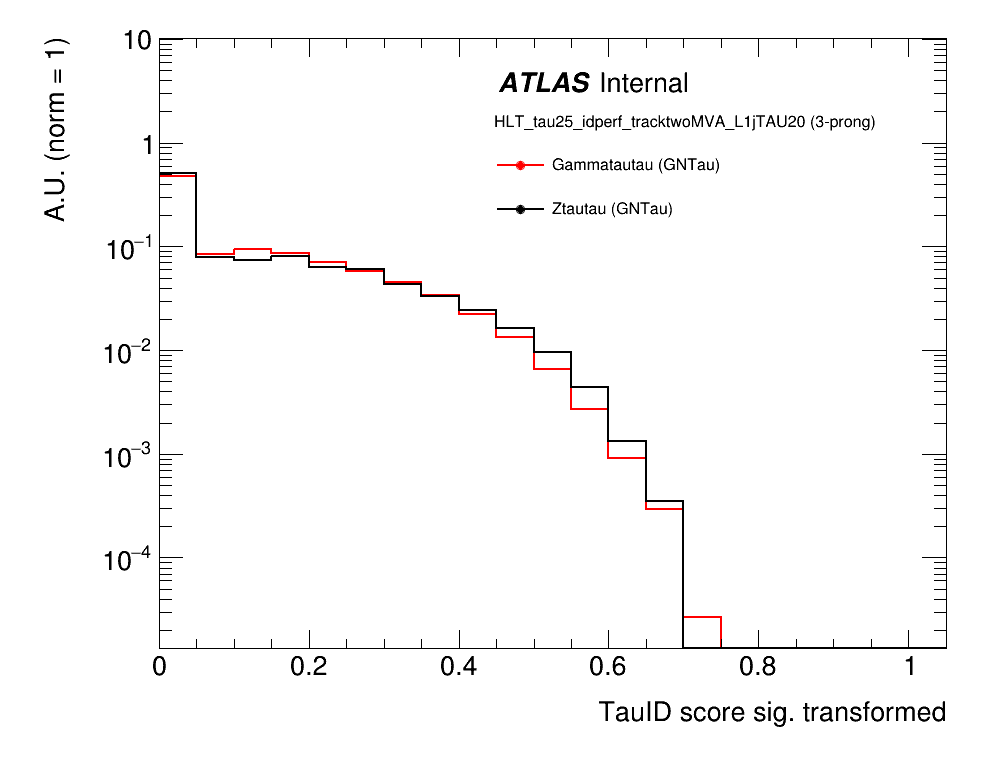 10
A.U. (norm = 1)
ATLAS Internal
HLT_tau25_idperf_tracktwoMVA_L1jTAU20 (3-prong)
1
Gammatautau (GNTau)
Ztautau (GNTau)
10⁻¹
10⁻²
10⁻³
10⁻⁴
0 0.2 0.4 0.6 0.8 1
TauID score sig. transformed